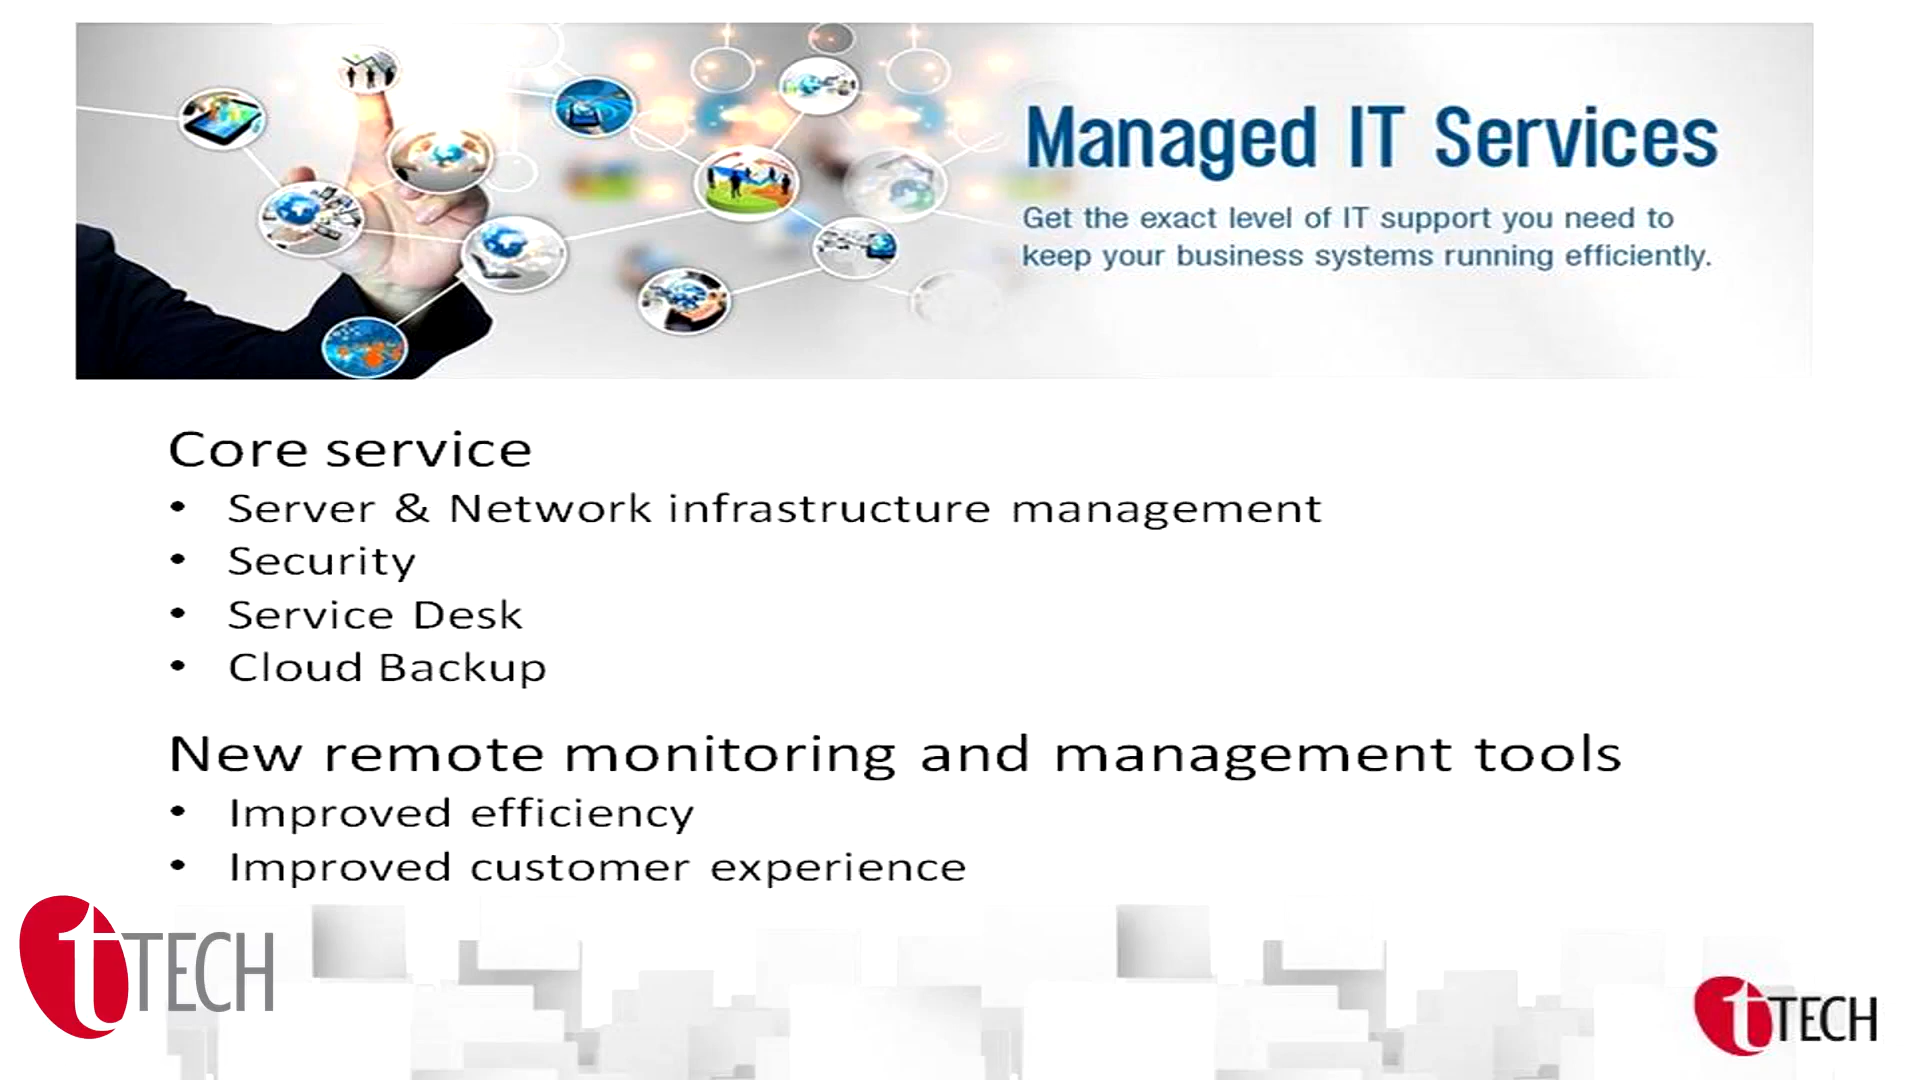 Managed IT Services
Get the exact level of IT support you need to
keep your business systems running efficiently.
Core service
• Server & Network infrastructure management
• Security
• Service Desk
• Cloud Backup
New remote monitoring and management tools
• Improved efficiency
• Improved customer experience
tTECH
tTECH